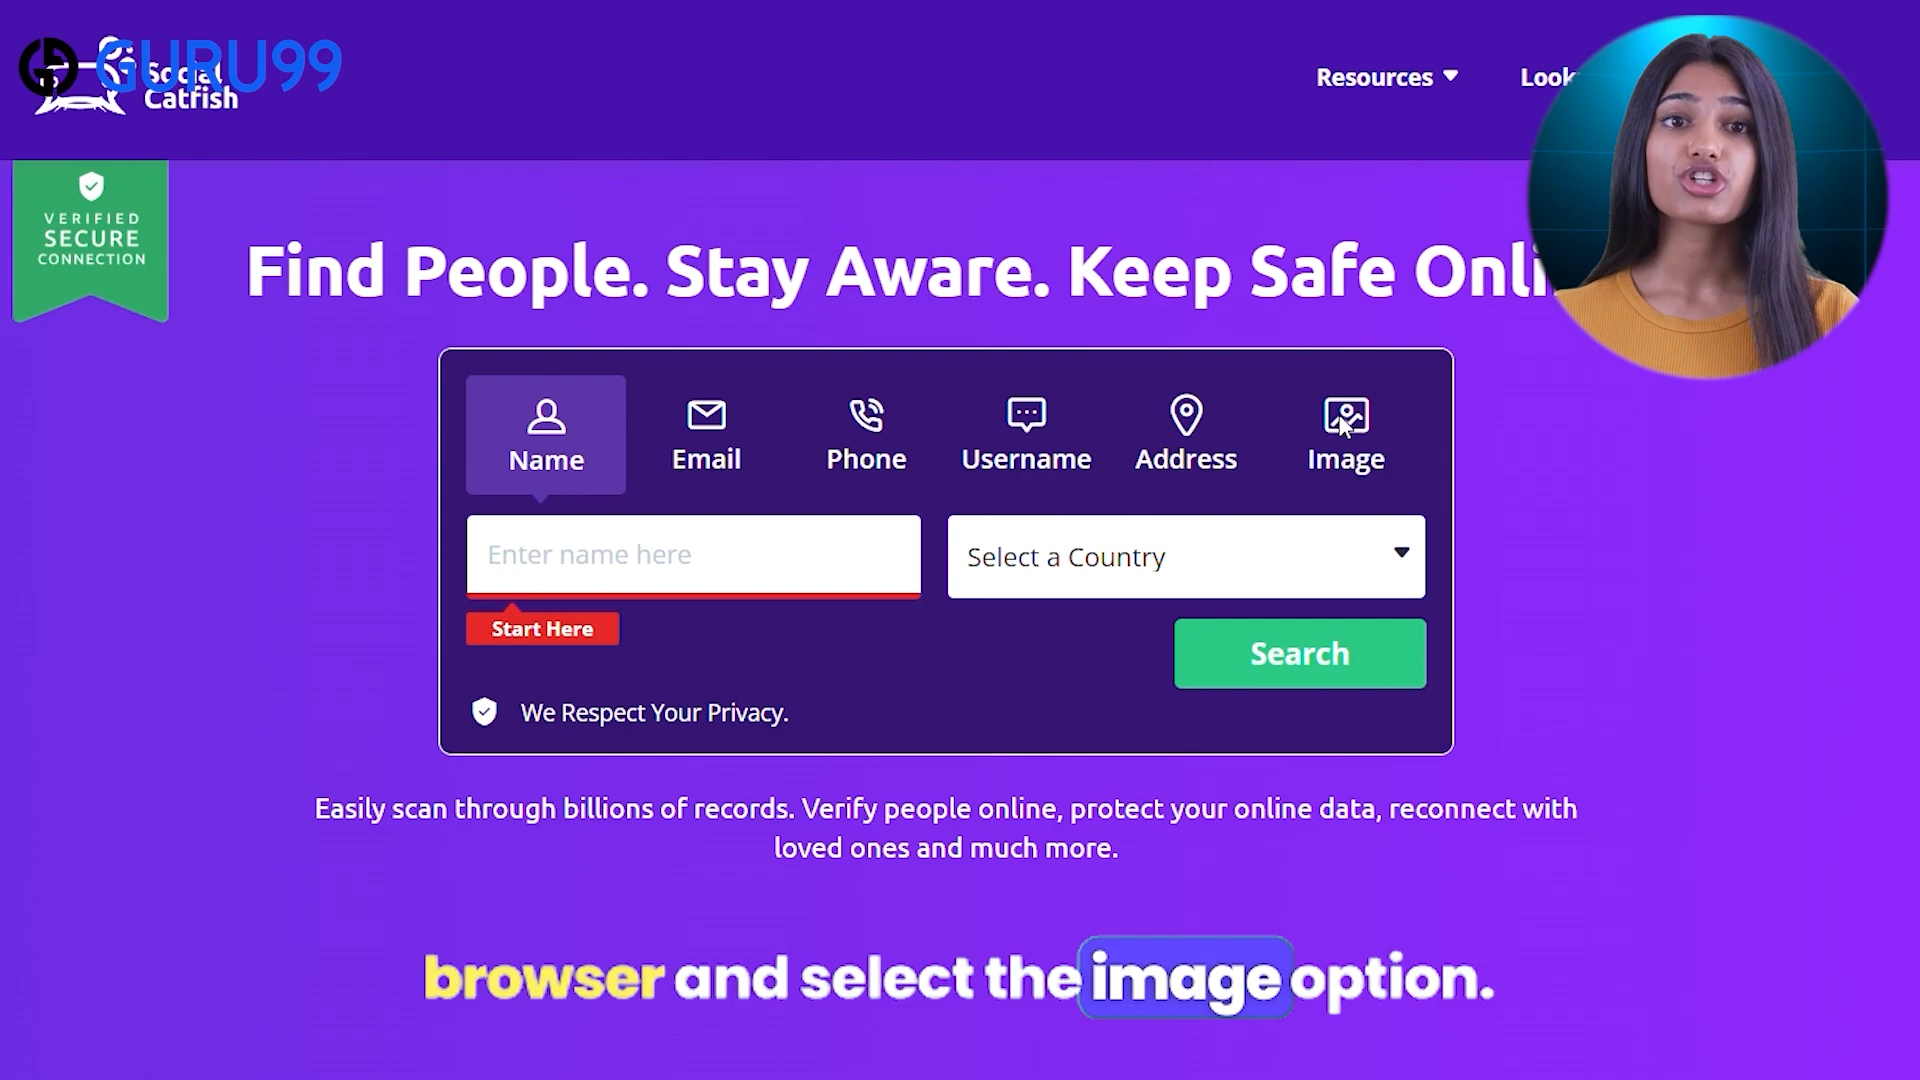 GURU99
Social
Catfish
Resources
Look
VERIFIED
SECURE
CONNECTION
Find People. Stay Aware. Keep Safe Onli
Name
Email
Phone
Username
Address
Image
Enter name here
Select a Country
Start Here
Search
We Respect Your Privacy.
Easily scan through billions of records. Verify people online, protect your online data, reconnect with
loved ones and much more.
browser and select the image option.